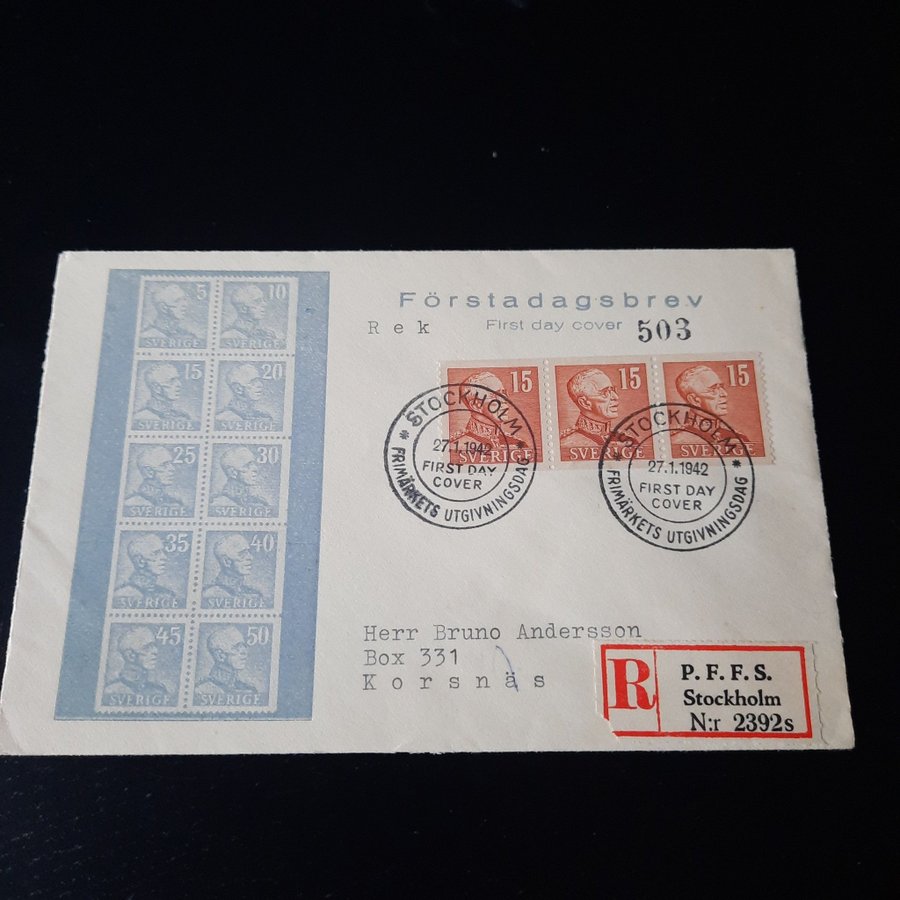 Förstadagsbrev
Rek First day cover 503
5 10
SVERIGE SVERIGE
15 20
SVERIGE SVERIGE
25 30
SVERIGE SVERIGE
35 40
SVERIGE SVERIGE
45 50
SVERIGE SVERIGE
15 15 15
SVERIGE SVERIGE SVERIGE
* STOCKHOLM *
27.1.1942
FIRST DAY
COVER
FRIMÄRKETS UTGIVNINGSDAG
* STOCKHOLM *
27.1.1942
FIRST DAY
COVER
FRIMÄRKETS UTGIVNINGSDAG
Herr Bruno Andersson
Box 331
Korsnäs
R
P. F. F. S.
Stockholm
N:r 2392s